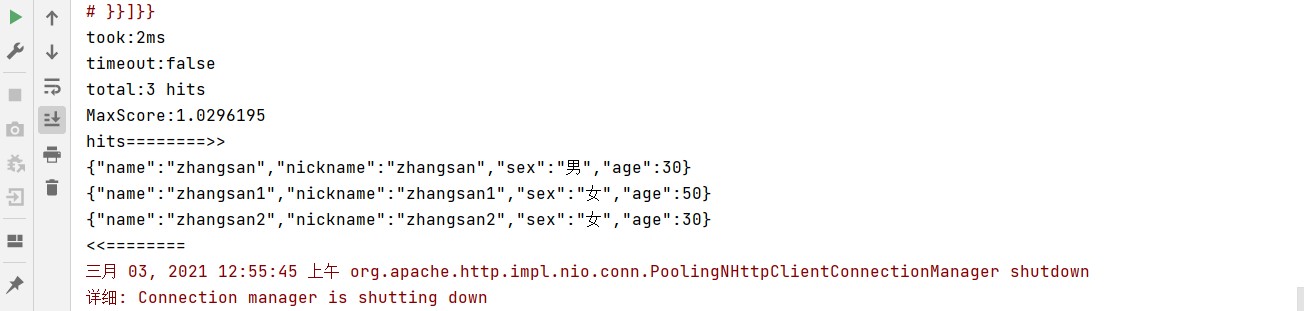 # }}]}}
took:2ms
timeout:false
total:3 hits
MaxScore:1.0296195
hits========>>
{"name":"zhangsan","nickname":"zhangsan","sex":"男","age":30}
{"name":"zhangsan1","nickname":"zhangsan1","sex":"女","age":50}
{"name":"zhangsan2","nickname":"zhangsan2","sex":"女","age":30}
<<========
三月 03, 2021 12:55:45 上午 org.apache.http.impl.nio.conn.PoolingNHttpClientConnectionManager shutdown
详细: Connection manager is shutting down